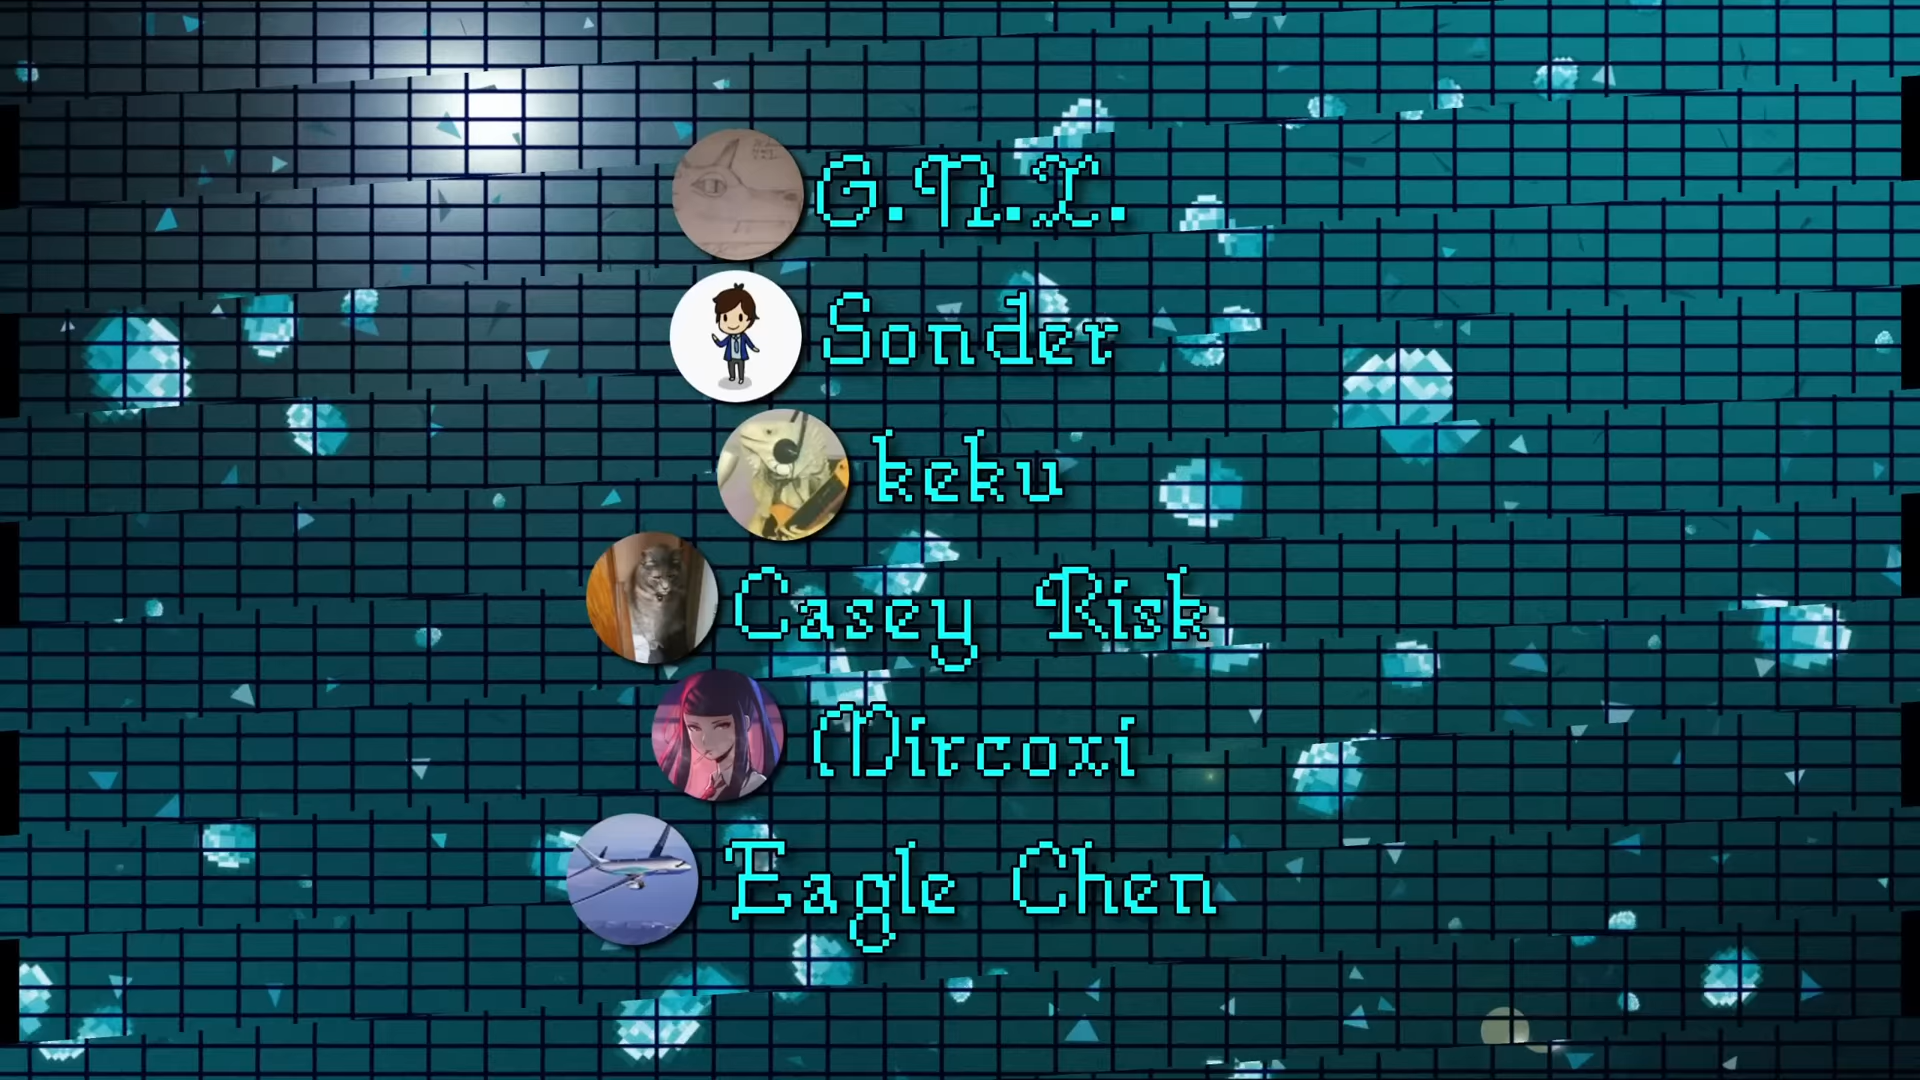 G.N.X.
Sonder
keku
Casey Risk
Mircoxi
Eagle Chen